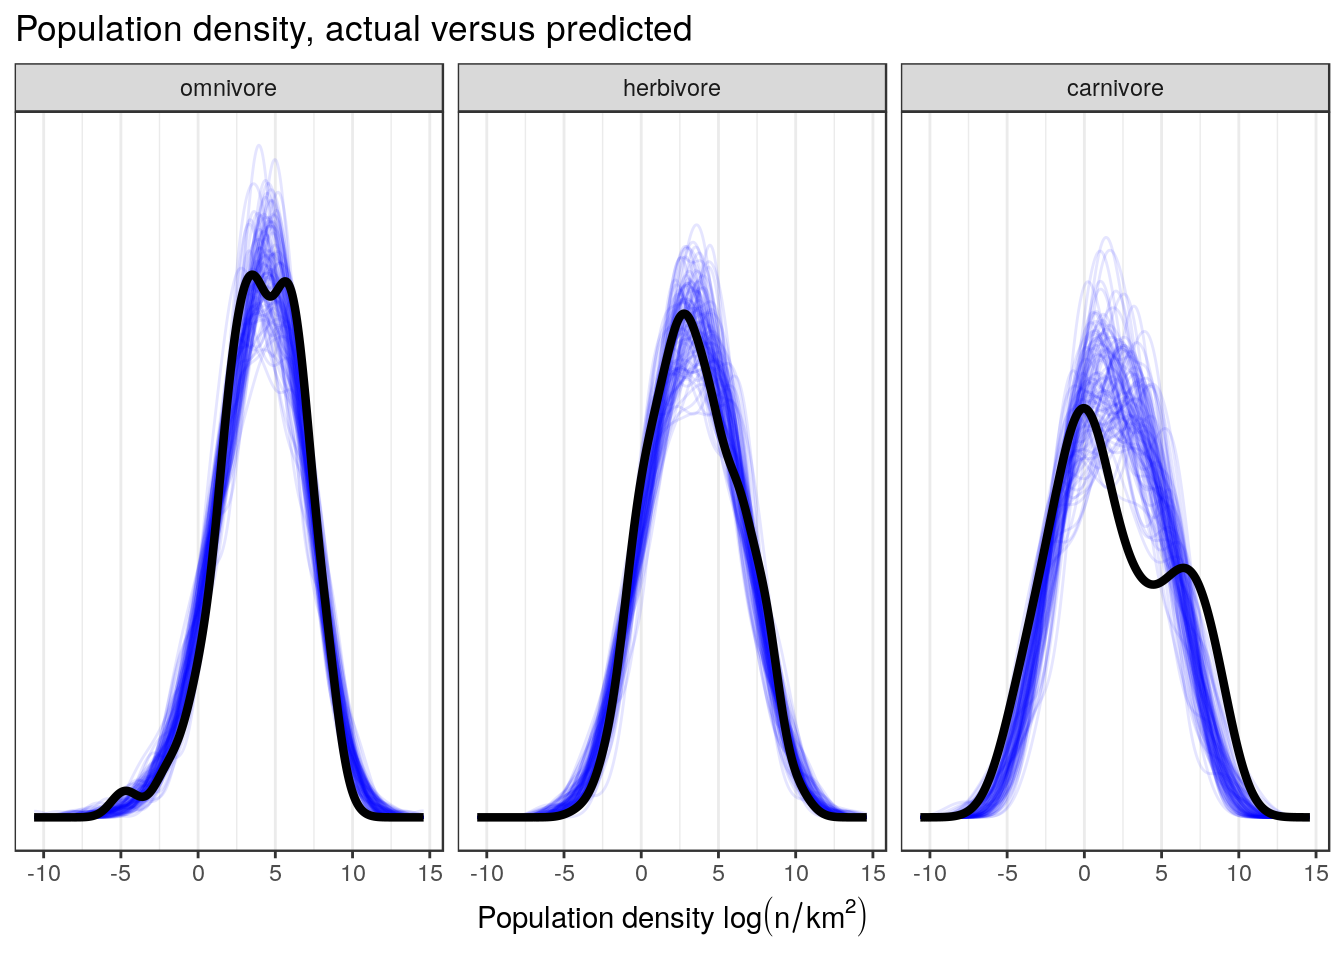 Population density, actual versus predicted
omnivore herbivore carnivore
-10 -5 0 5 10 15 -10 -5 0 5 10 15 -10 -5 0 5 10 15
Population density log(n/km²)